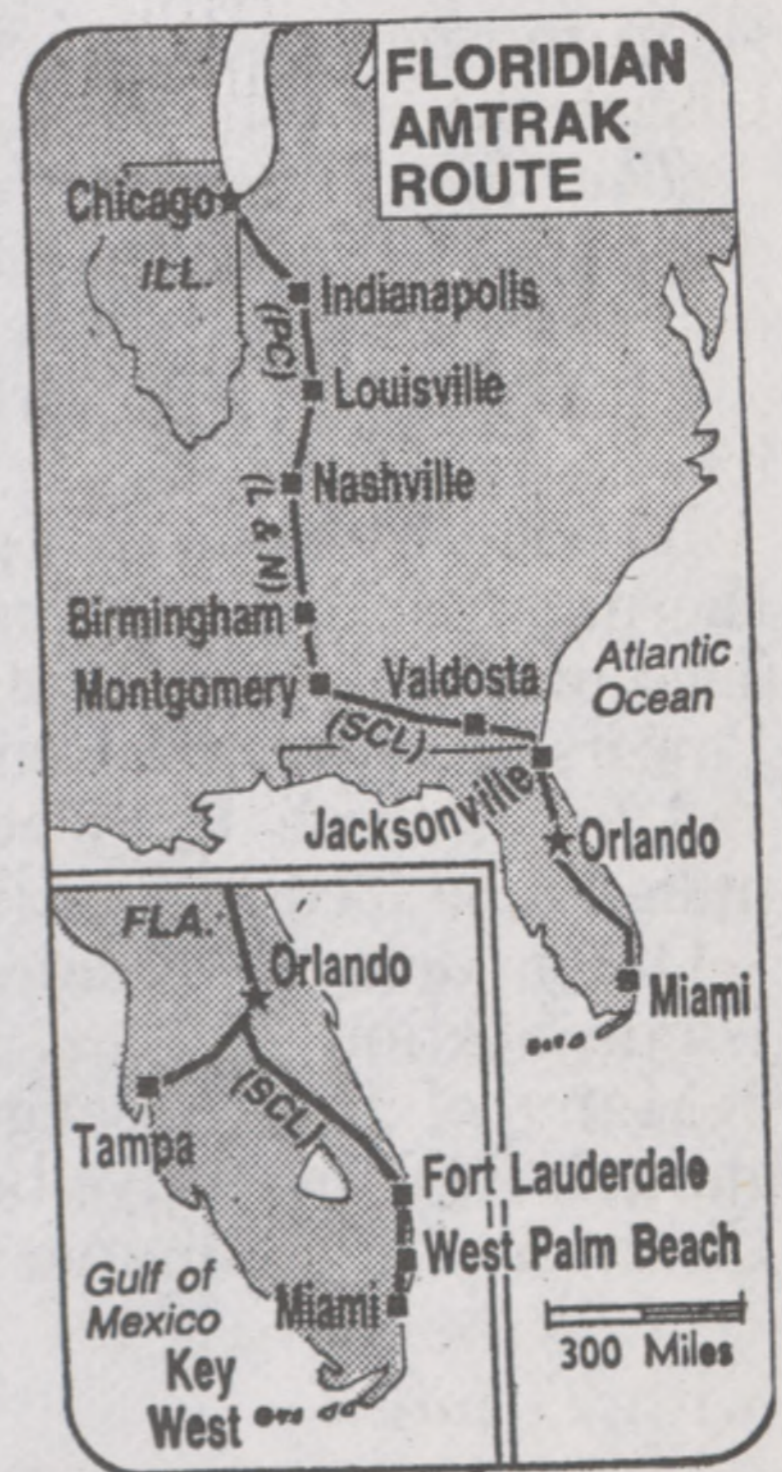 FLORIDIAN
AMTRAK
ROUTE
Chicago
ILL.
Indianapolis
(PC)
Louisville
Nashville
(L & N)
Birmingham
Montgomery
Valdosta
(SCL)
Atlantic
Ocean
Jacksonville
Orlando
Miami
FLA.
Orlando
(SCL)
Tampa
Fort Lauderdale
West Palm Beach
Gulf of
Mexico
Miami
Key
West
300 Miles